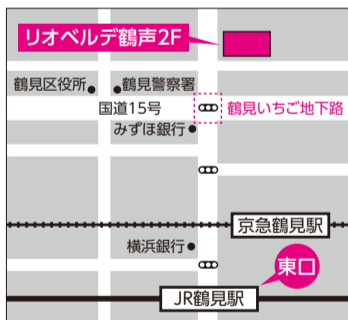 リオベルデ鶴声2F
鶴見区役所
鶴見警察署
国道15号
鶴見いちご地下路
みずほ銀行
京急鶴見駅
横浜銀行
東口
JR鶴見駅